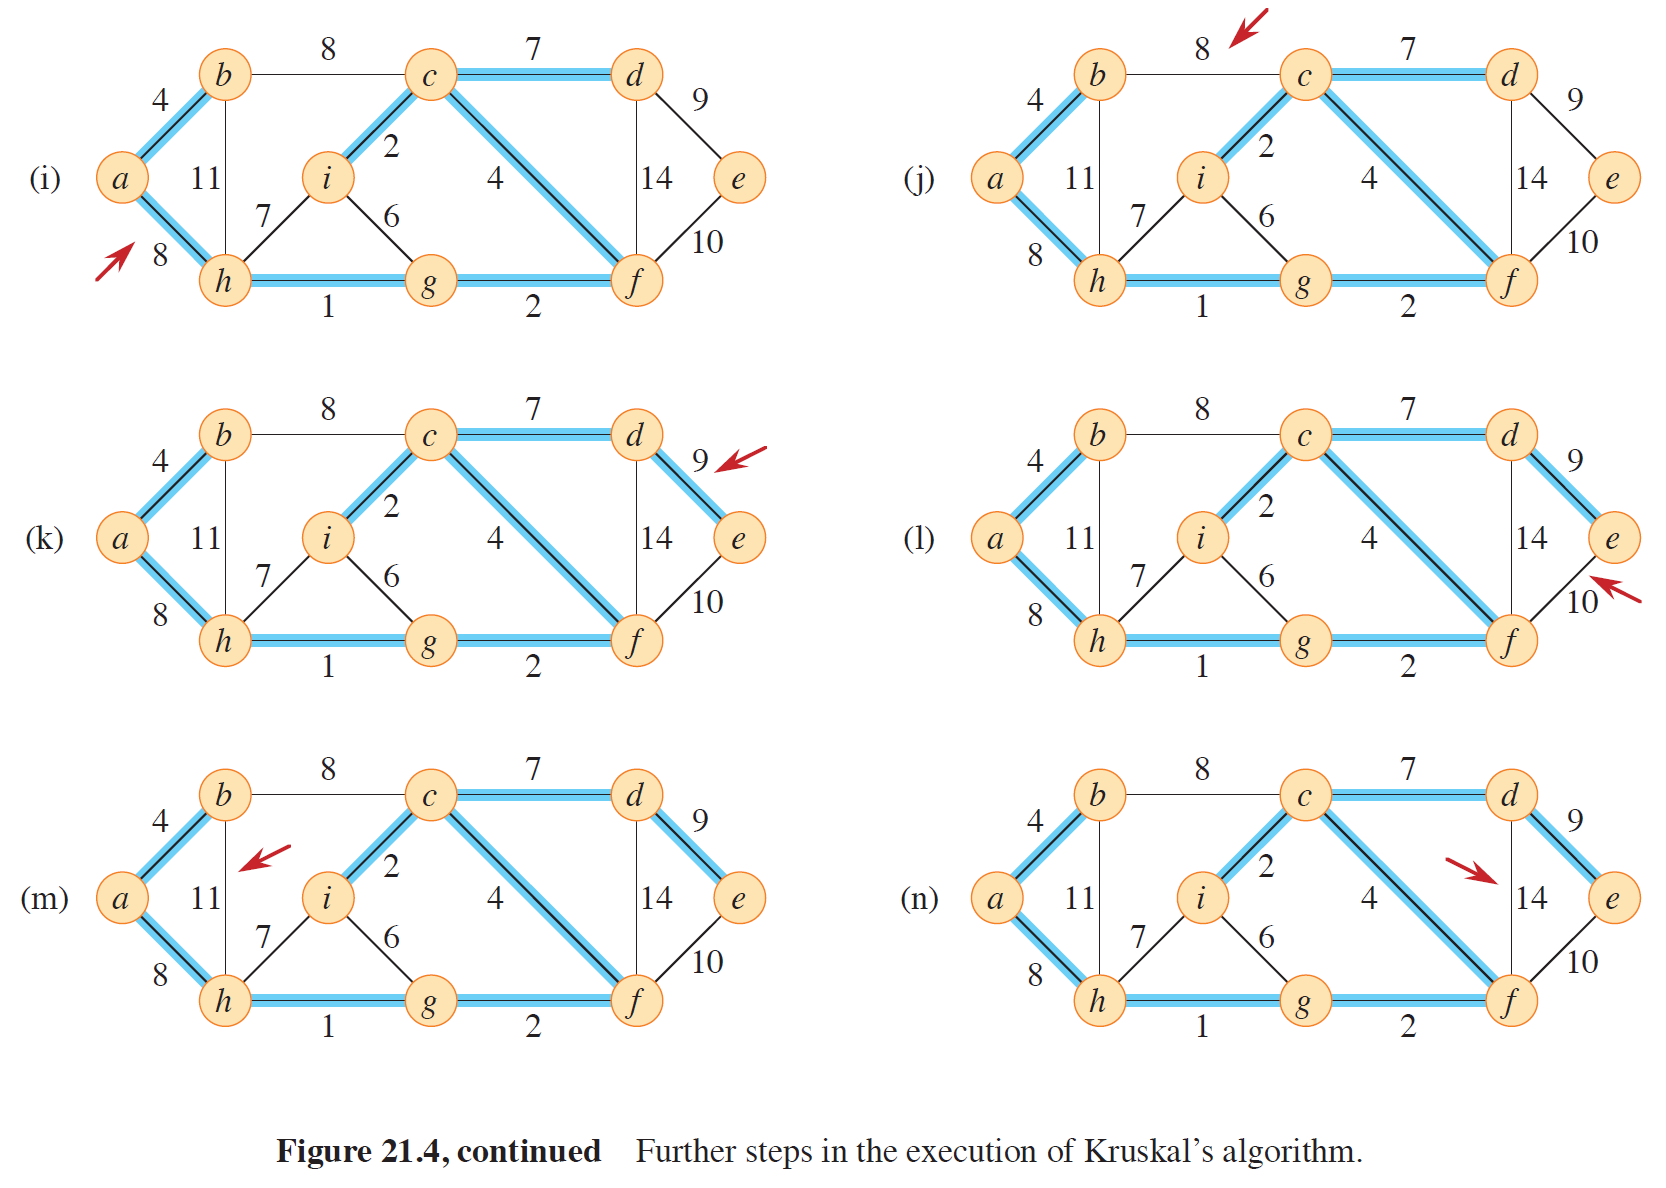 8 7
b c d
4 9
2
(i) a 11 i 4 14 e
7 6
8 10
h g f
1 2
8 7
b c d
4 9
2
(j) a 11 i 4 14 e
7 6
8 10
h g f
1 2
8 7
b c d
4 9
2
(k) a 11 i 4 14 e
7 6
8 10
h g f
1 2
8 7
b c d
4 9
2
(l) a 11 i 4 14 e
7 6
8 10
h g f
1 2
8 7
b c d
4 9
2
(m) a 11 i 4 14 e
7 6
8 10
h g f
1 2
8 7
b c d
4 9
2
(n) a 11 i 4 14 e
7 6
8 10
h g f
1 2
Figure 21.4, continued Further steps in the execution of Kruskal’s algorithm.